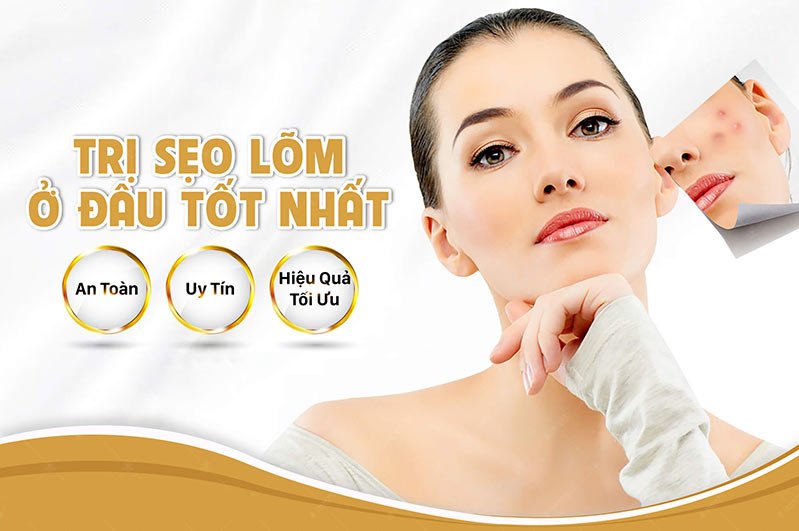 TRỊ SẸO LÕM
Ở ĐÂU TỐT NHẤT
An Toàn
Uy Tín
Hiệu Quả
Tối Ưu